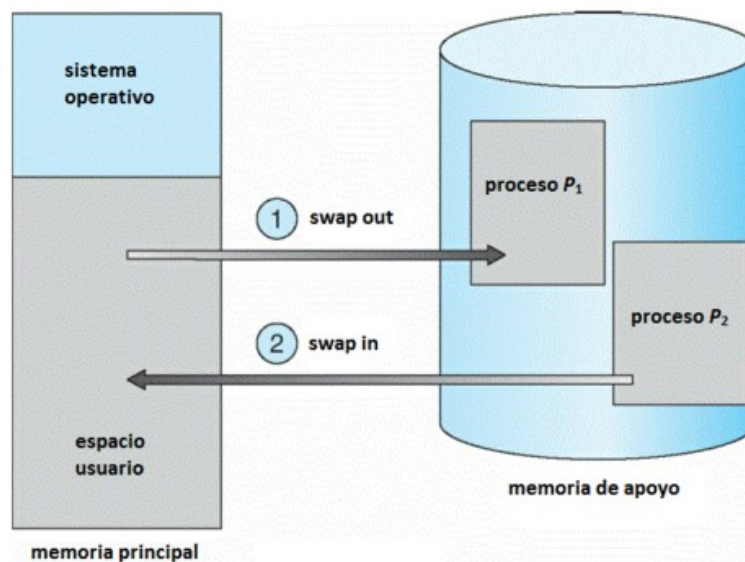 sistema
operativo
proceso P1
1 swap out
proceso P2
2 swap in
espacio
usuario
memoria de apoyo
memoria principal